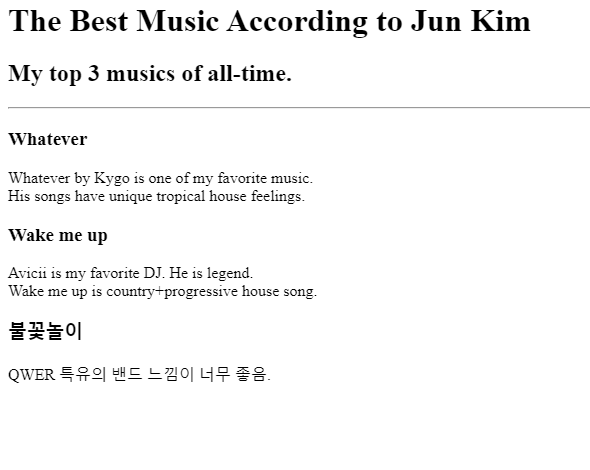 The Best Music According to Jun Kim
My top 3 musics of all-time.
Whatever
Whatever by Kygo is one of my favorite music.
His songs have unique tropical house feelings.
Wake me up
Avicii is my favorite DJ. He is legend.
Wake me up is country+progressive house song.
불꽃놀이
QWER 특유의 밴드 느낌이 너무 좋음.